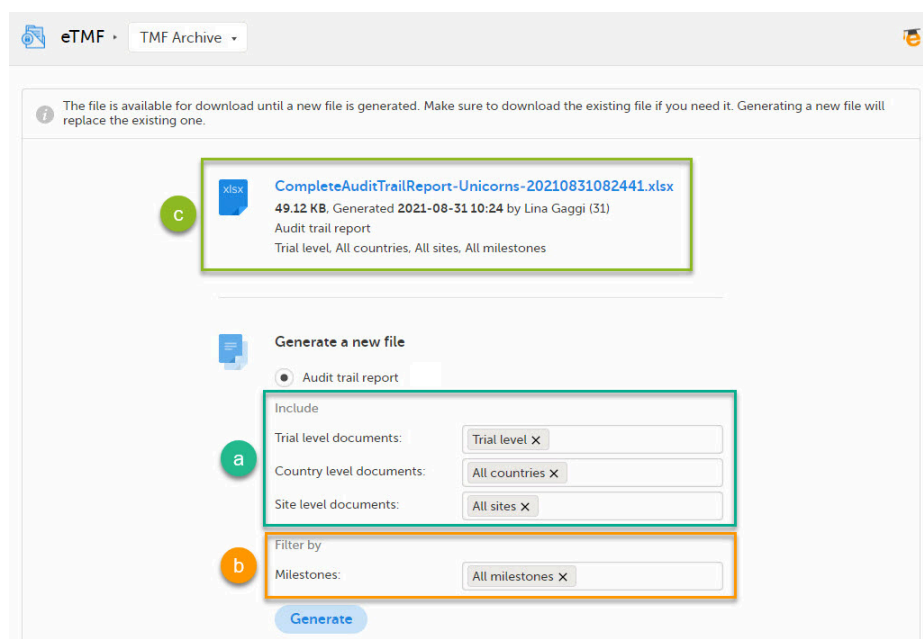 eTMF
TMF Archive
e
The file is available for download until a new file is generated. Make sure to download the existing file if you need it. Generating a new file will
replace the existing one.
c
xlsx
CompleteAuditTrailReport-Unicorns-20210831082441.xlsx
49.12 KB, Generated 2021-08-31 10:24 by Lina Gaggi (31)
Audit trail report
Trial level, All countries, All sites, All milestones
Generate a new file
Audit trail report
a
Include
Trial level documents: Trial level ×
Country level documents: All countries ×
Site level documents: All sites ×
b
Filter by
Milestones: All milestones ×
Generate